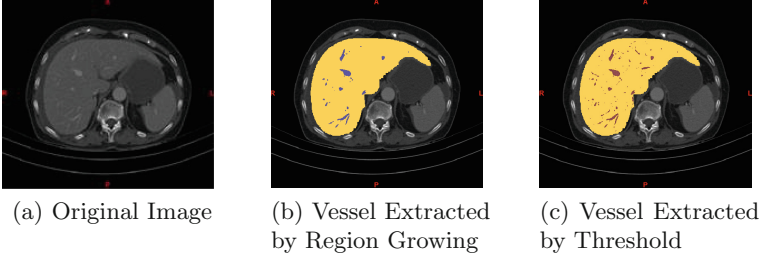 A A A
R L R L R L
P P P
(a) Original Image
(b) Vessel Extracted
by Region Growing
(c) Vessel Extracted
by Threshold